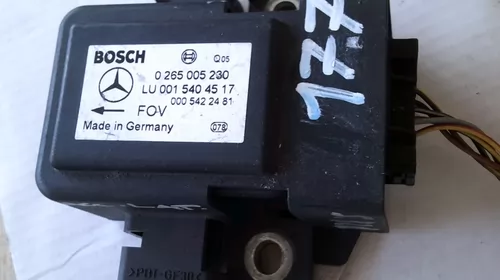 BOSCH Q05
0 265 005 230
LU 001 540 45 17
000 542 24 81
FOV
Made in Germany 078
177